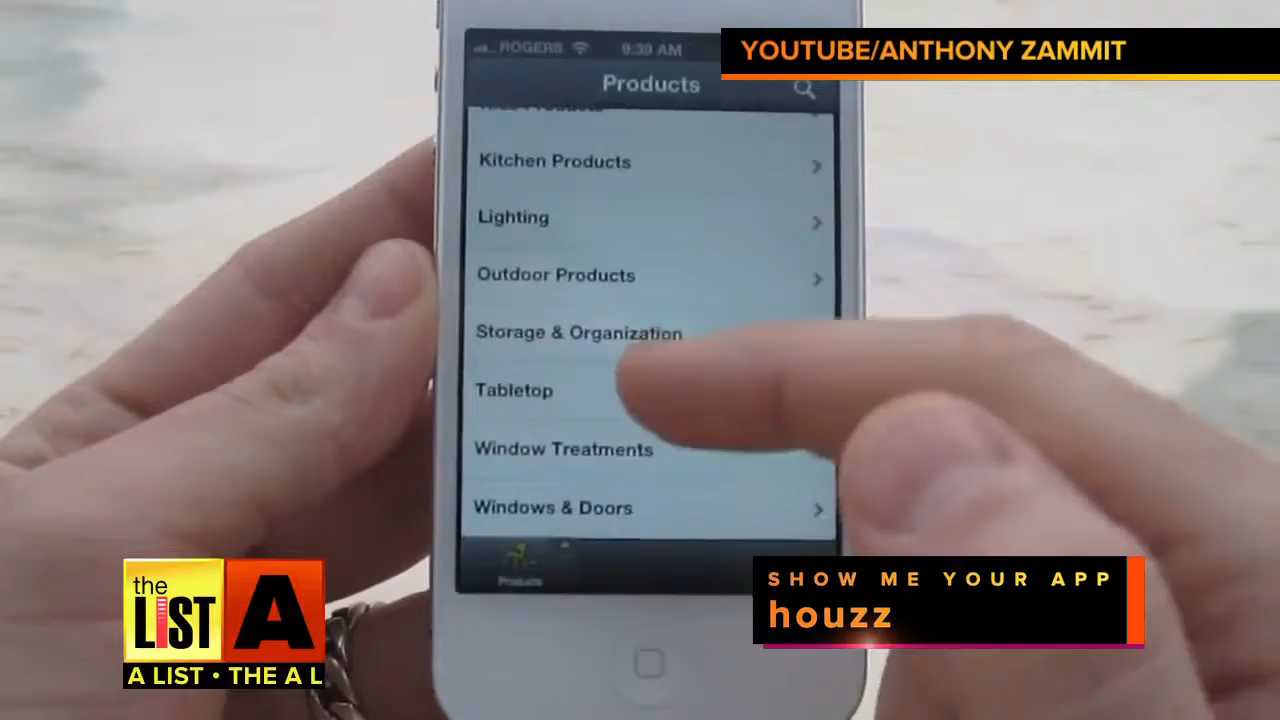 YOUTUBE/ANTHONY ZAMMIT
ROGERS 9:39 AM
Products
Kitchen Products
Lighting
Outdoor Products
Storage & Organization
Tabletop
Window Treatments
Windows & Doors
Products
the
LiST
A
A LIST • THE A L
SHOW ME YOUR APP
houzz